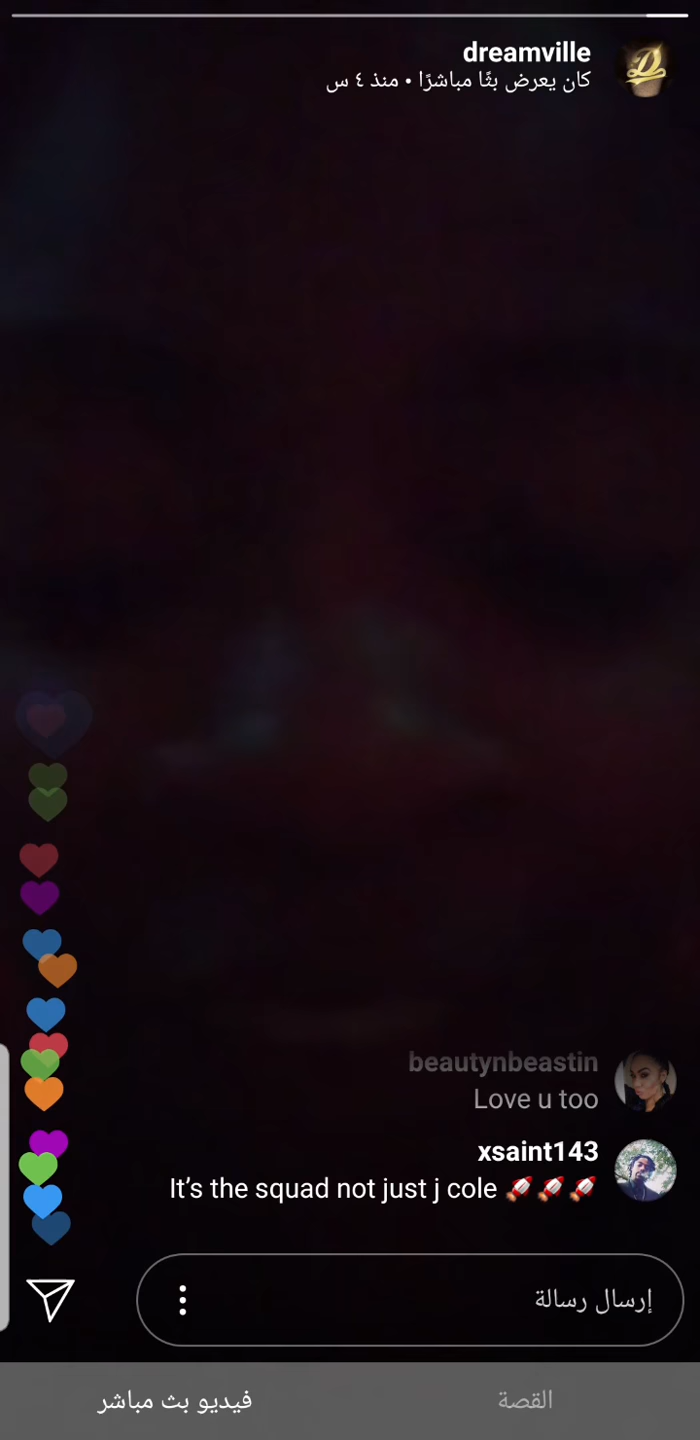 dreamville
كان يعرض بثًا مباشرًا • منذ ٤ س
beautynbeastin
Love u too
xsaint143
It’s the squad not just j cole 🚀🚀🚀
إرسال رسالة
القصة
فيديو بث مباشر